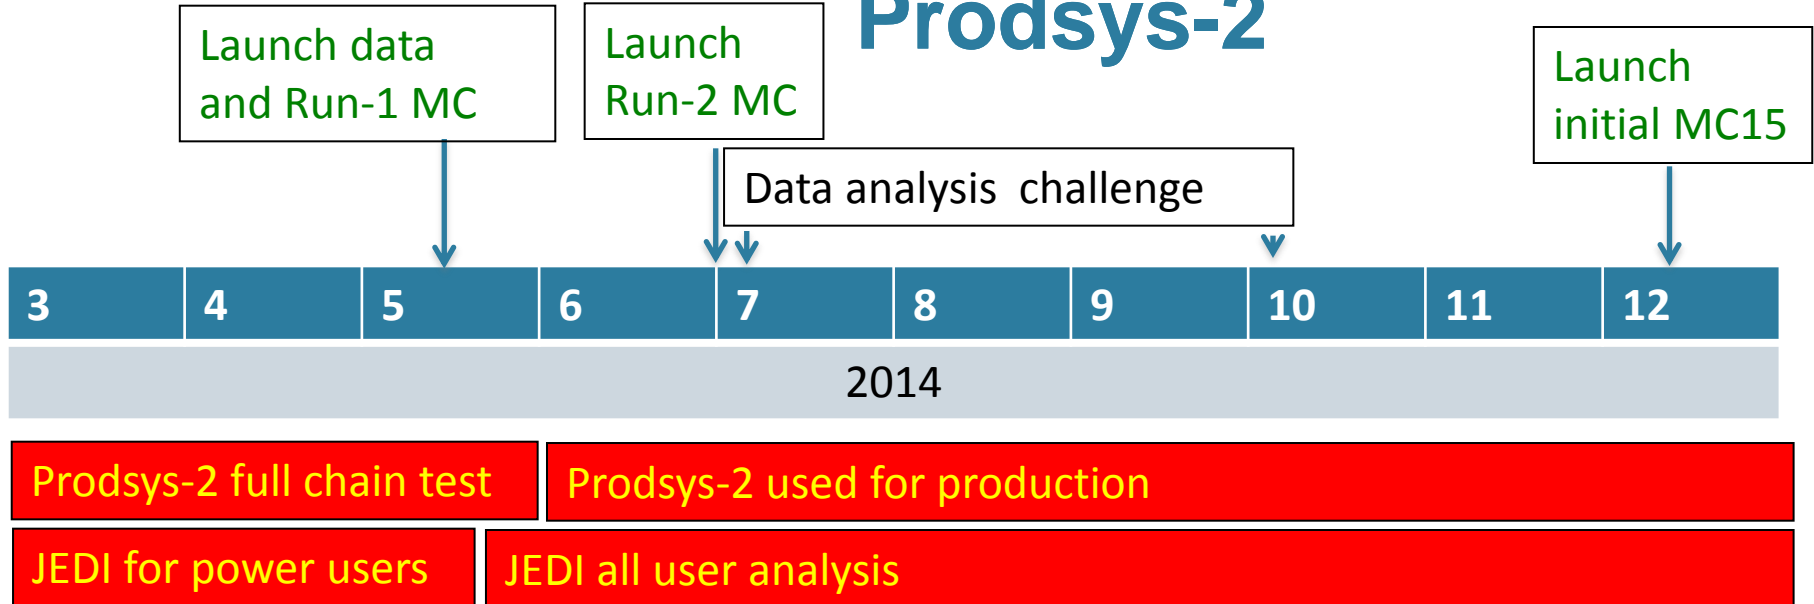 Prodsys-2
Launch data
and Run-1 MC
Launch
Run-2 MC
Launch
initial MC15
Data analysis challenge
3 4 5 6 7 8 9 10 11 12
2014
Prodsys-2 full chain test
Prodsys-2 used for production
JEDI for power users
JEDI all user analysis